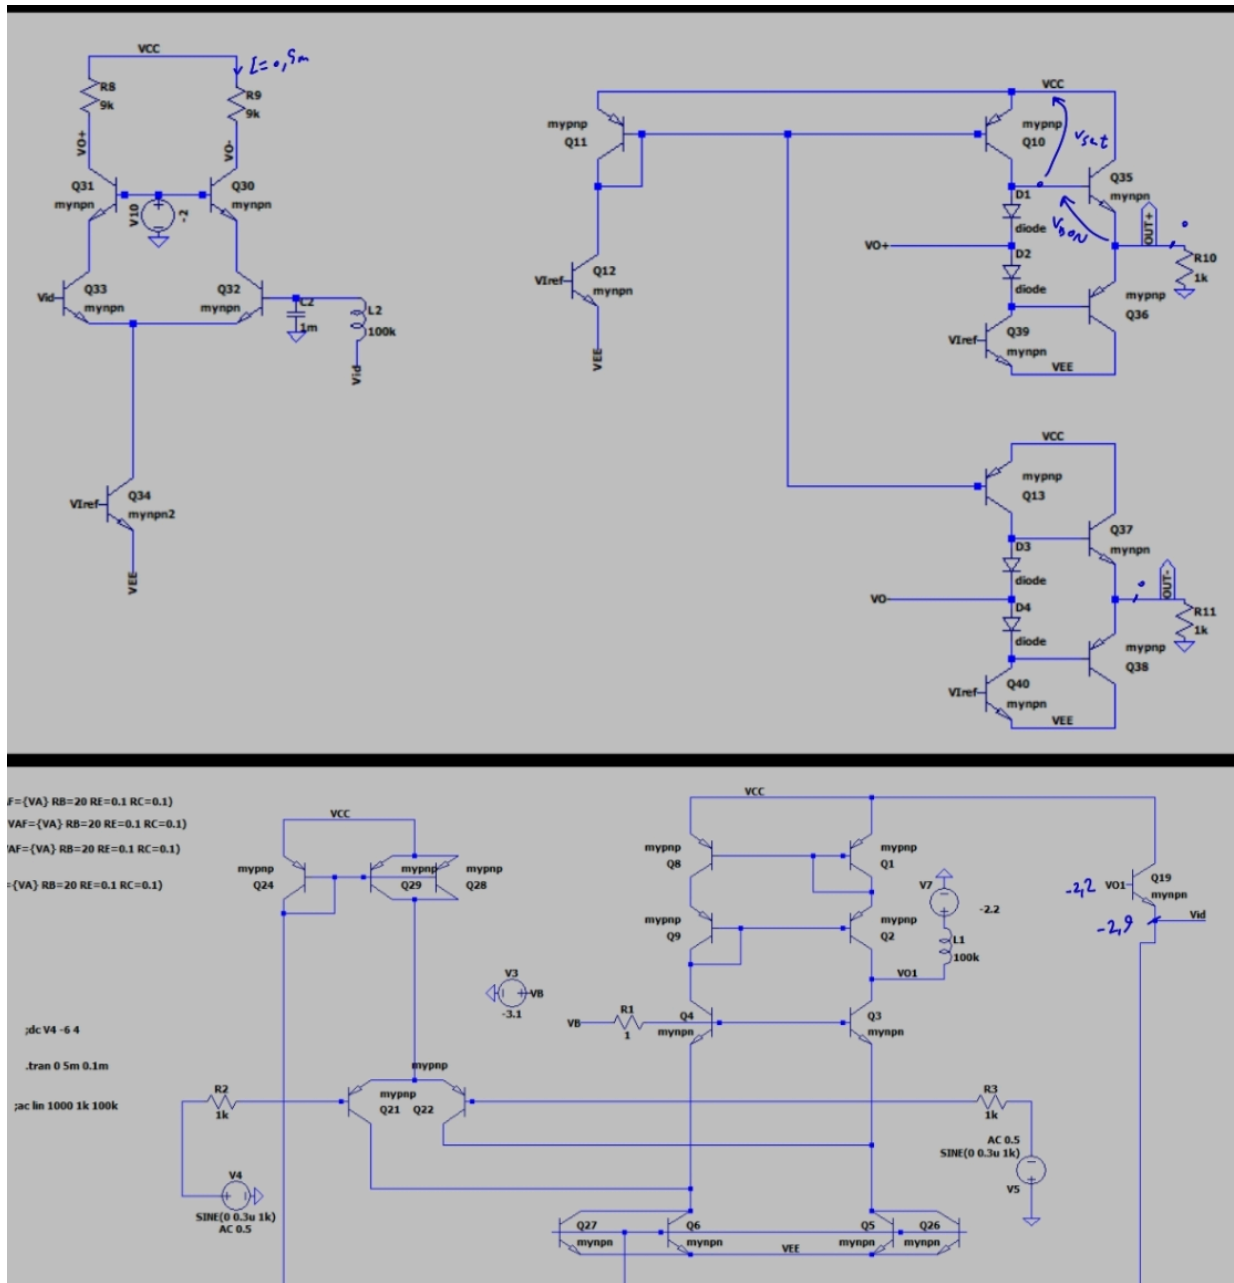 VCC
I=0,5m
R8
9k
R9
9k
VO+
VO-
Q31
mynpn
V10
-2
Q30
mynpn
Vid
Q33
mynpn
Q32
mynpn
C2
1m
L2
100k
Vid
VIref
Q34
mynpn2
VEE
mypnp
Q11
VIref
Q12
mynpn
VEE
VCC
mypnp
Q10
Vsat
D1
diode
Q35
mynpn
VBON
OUT+
VO+
D2
diode
R10
1k
mypnp
Q36
VIref
Q39
mynpn
VEE
VCC
mypnp
Q13
D3
diode
Q37
mynpn
OUT-
VO-
D4
diode
R11
1k
mypnp
Q38
VIref
Q40
mynpn
VEE
F={VA} RB=20 RE=0.1 RC=0.1)
VAF={VA} RB=20 RE=0.1 RC=0.1)
AF={VA} RB=20 RE=0.1 RC=0.1)
={VA} RB=20 RE=0.1 RC=0.1)
VCC
mypnp
Q24
mypnp
Q29
mypnp
Q28
VCC
mypnp
Q8
mypnp
Q1
mypnp
Q9
mypnp
Q2
V7
-2.2
L1
100k
VO1
-2,2
VO1
Q19
mynpn
-2,9
Vid
V3
VB
-3.1
VB
R1
1
Q4
mynpn
Q3
mynpn
;dc V4 -6 4
.tran 0 5m 0.1m
;ac lin 1000 1k 100k
R2
1k
mypnp
mypnp
Q21
Q22
R3
1k
AC 0.5
SINE(0 0.3u 1k)
V5
V4
SINE(0 0.3u 1k)
AC 0.5
Q27
mynpn
Q6
mynpn
VEE
Q5
mynpn
Q26
mynpn